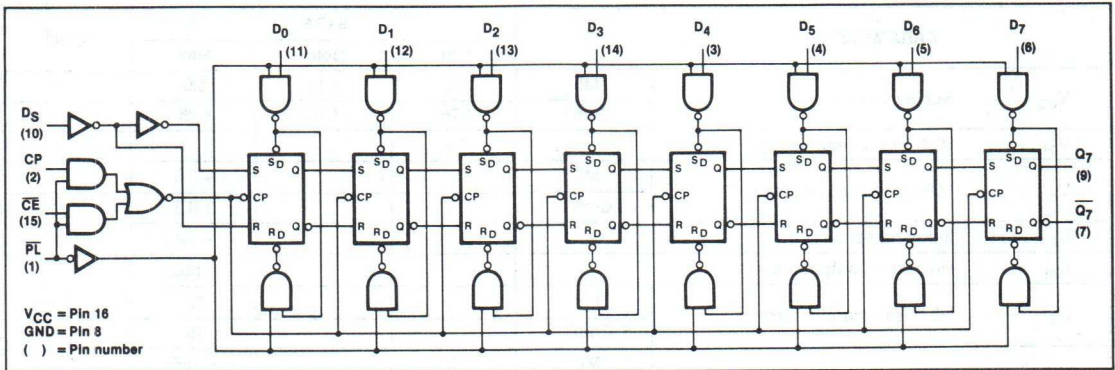 D0 D1 D2 D3 D4 D5 D6 D7
(11) (12) (13) (14) (3) (4) (5) (6)
DS
(10)
CP
(2)
CE
(15)
PL
(1)
SD SD SD SD SD SD SD SD
S Q S Q S Q S Q S Q S Q S Q S Q
Q7
(9)
CP CP CP CP CP CP CP CP
R Q R Q R Q R Q R Q R Q R Q R Q
Q7
(7)
RD RD RD RD RD RD RD RD
VCC = Pin 16
GND = Pin 8
( ) = Pin number